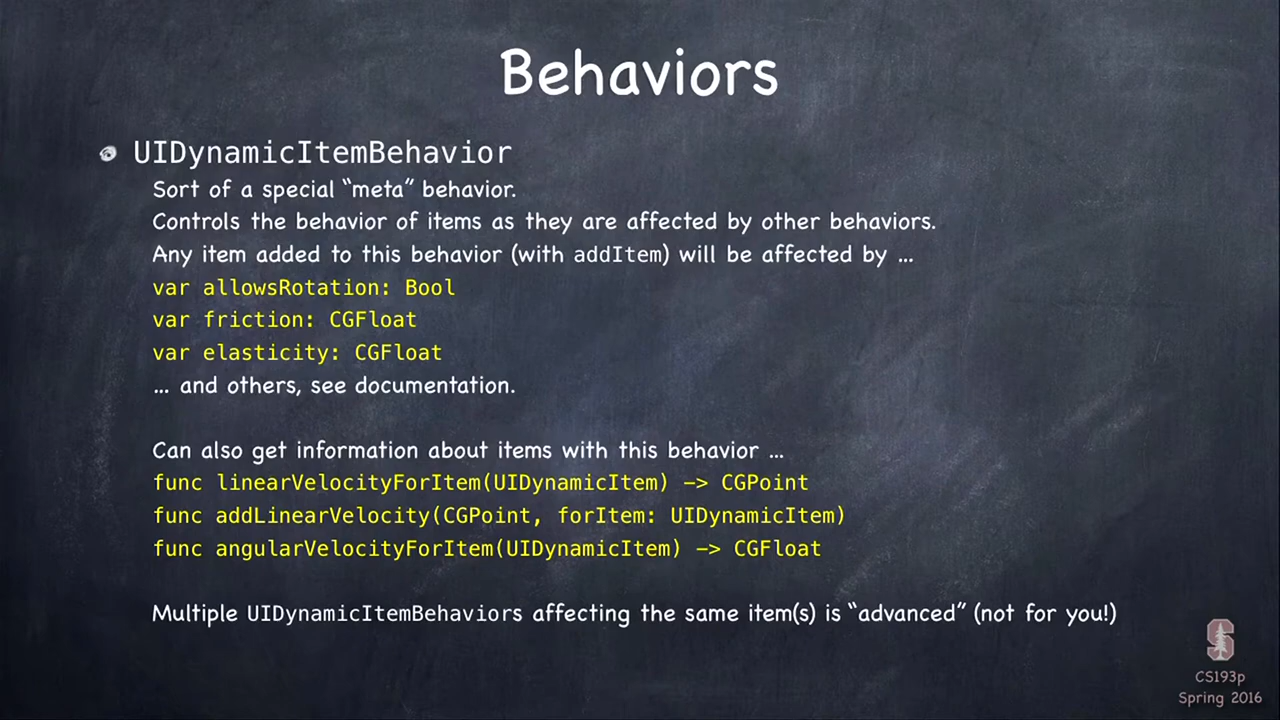 Behaviors
UIDynamicItemBehavior
Sort of a special “meta” behavior.
Controls the behavior of items as they are affected by other behaviors.
Any item added to this behavior (with addItem) will be affected by …
var allowsRotation: Bool
var friction: CGFloat
var elasticity: CGFloat
… and others, see documentation.
Can also get information about items with this behavior …
func linearVelocityForItem(UIDynamicItem) -> CGPoint
func addLinearVelocity(CGPoint, forItem: UIDynamicItem)
func angularVelocityForItem(UIDynamicItem) -> CGFloat
Multiple UIDynamicItemBehaviors affecting the same item(s) is “advanced” (not for you!)
S
CS193p
Spring 2016